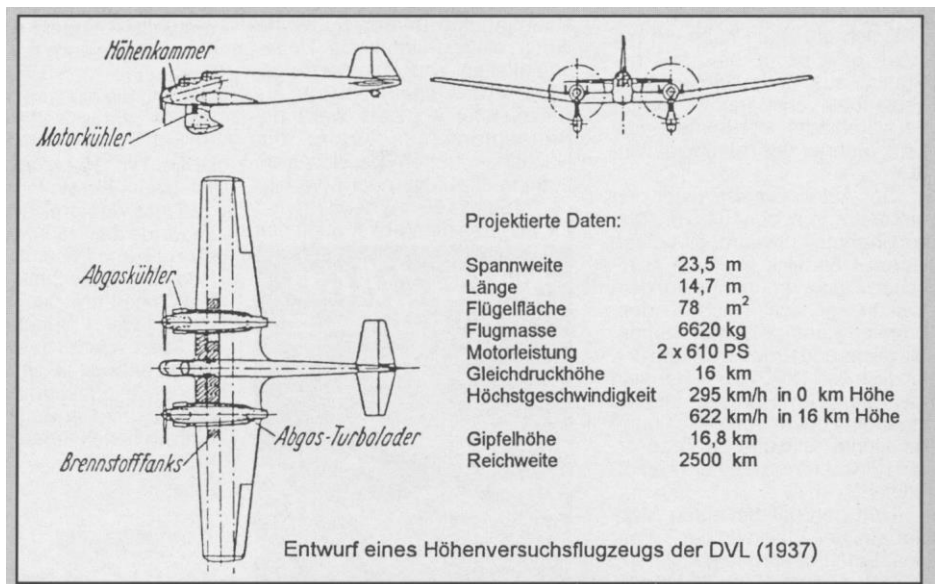 Höhenkammer
Motorkühler
Abgaskühler
Brennstofftanks
Abgas-Turbolader
Projektierte Daten:
Spannweite 23,5 m
Länge 14,7 m
Flügelfläche 78 m²
Flugmasse 6620 kg
Motorleistung 2 x 610 PS
Gleichdruckhöhe 16 km
Höchstgeschwindigkeit 295 km/h in 0 km Höhe
622 km/h in 16 km Höhe
Gipfelhöhe 16,8 km
Reichweite 2500 km
Entwurf eines Höhenversuchsflugzeugs der DVL (1937)